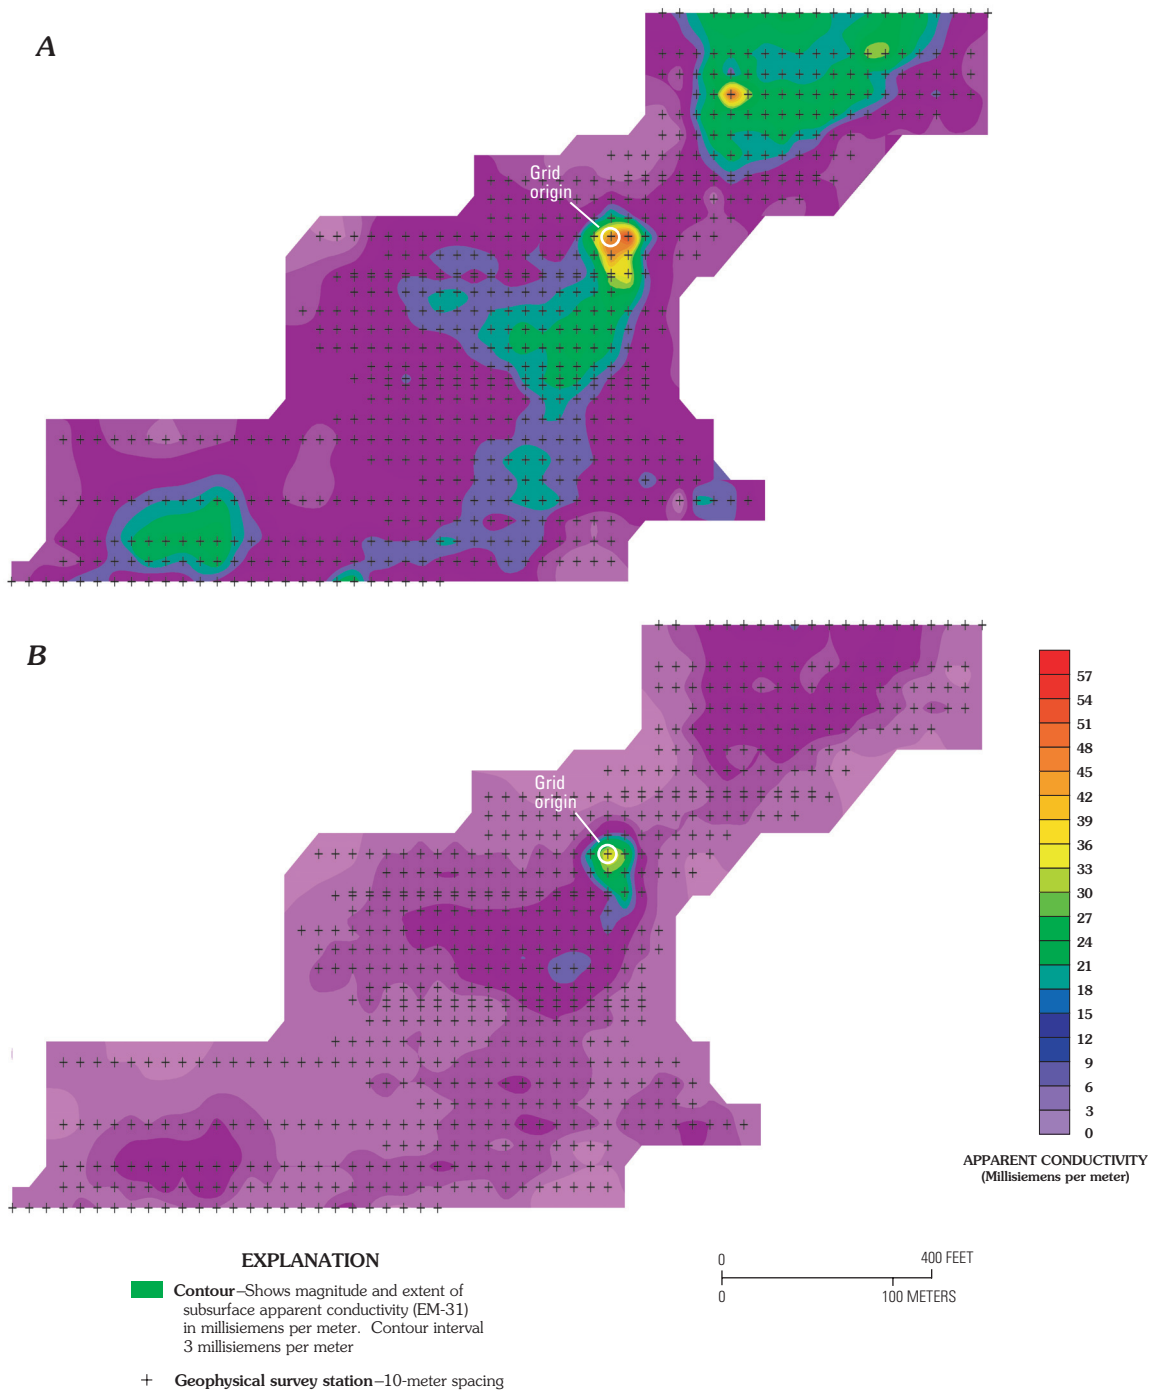 A
Grid
origin
B
Grid
origin
57
54
51
48
45
42
39
36
33
30
27
24
21
18
15
12
9
6
3
0
APPARENT CONDUCTIVITY
(Millisiemens per meter)
EXPLANATION
Contour–Shows magnitude and extent of
subsurface apparent conductivity (EM-31)
in millisiemens per meter. Contour interval
3 millisiemens per meter
Geophysical survey station–10-meter spacing
0 400 FEET
0 100 METERS